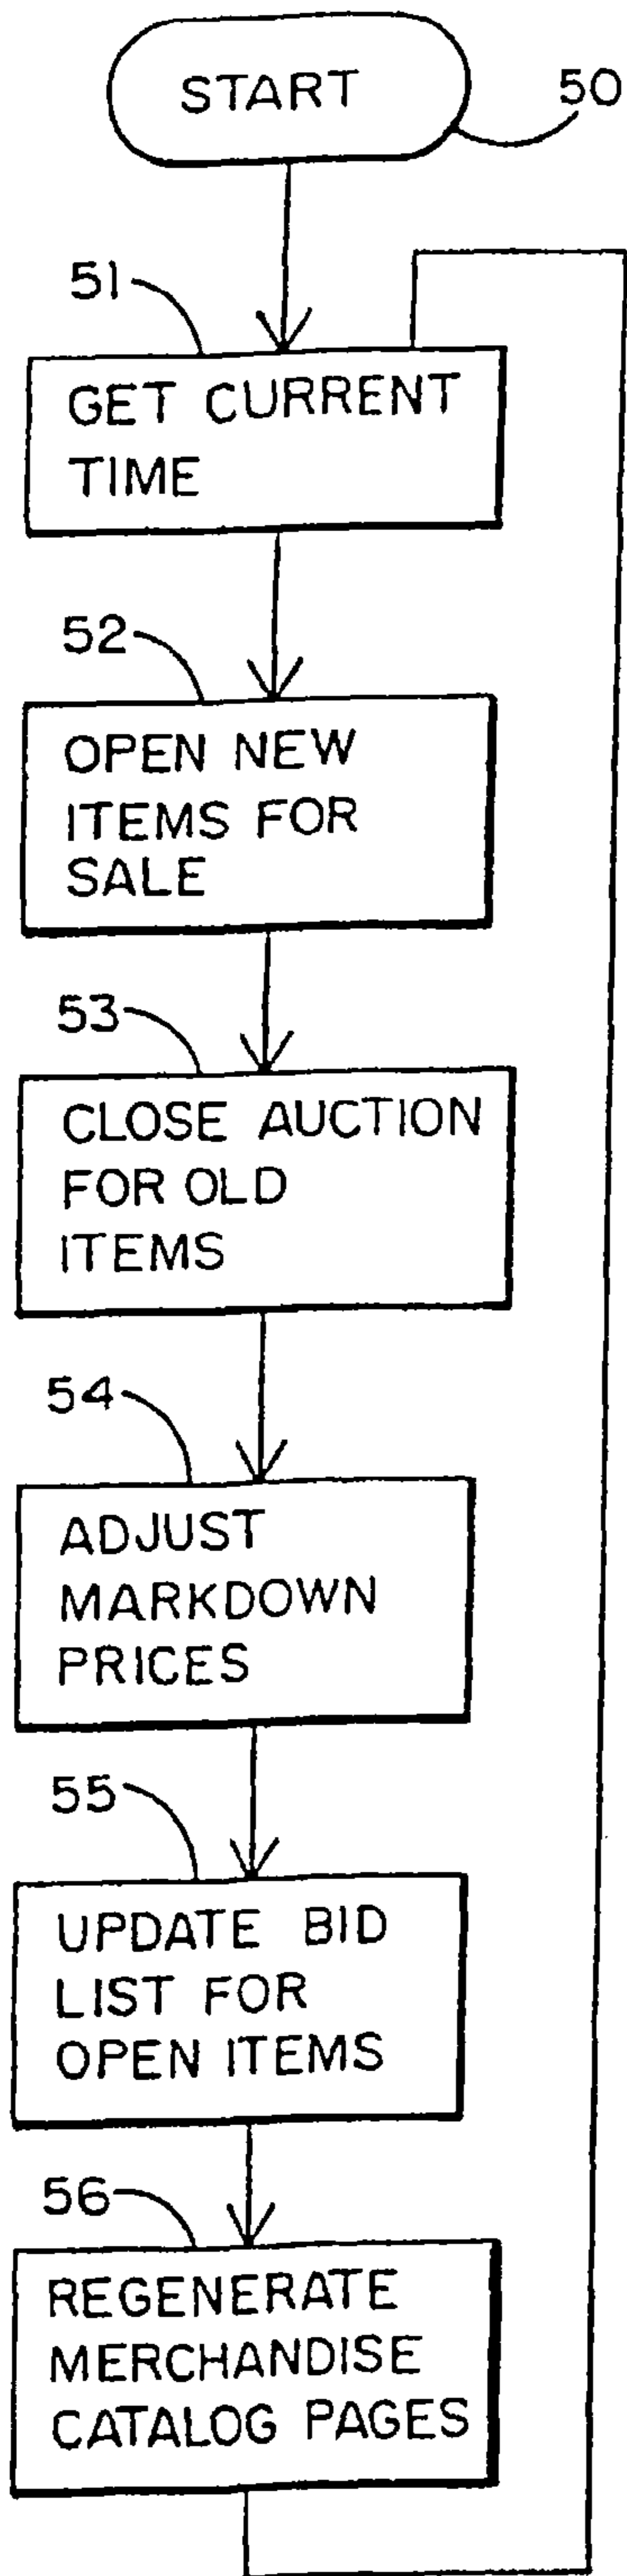 START
50
51
GET CURRENT
TIME
52
OPEN NEW
ITEMS FOR
SALE
53
CLOSE AUCTION
FOR OLD
ITEMS
54
ADJUST
MARKDOWN
PRICES
55
UPDATE BID
LIST FOR
OPEN ITEMS
56
REGENERATE
MERCHANDISE
CATALOG PAGES